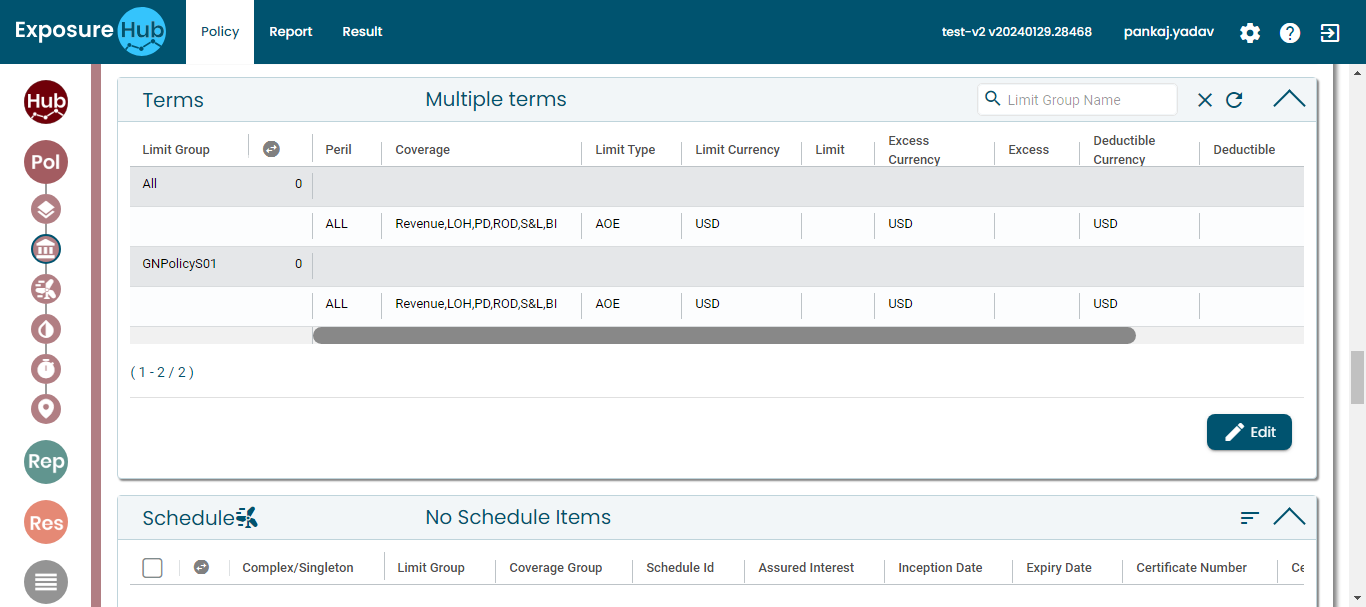 Exposure Hub Policy Report Result test-v2 v20240129.28468 pankaj.yadav
Hub
Pol
Rep
Res
Terms Multiple terms Limit Group Name
Limit Group Peril Coverage Limit Type Limit Currency Limit Excess Currency Excess Deductible Currency Deductible
All 0
ALL Revenue,LOH,PD,ROD,S&L,BI AOE USD USD USD
GNPolicyS01 0
ALL Revenue,LOH,PD,ROD,S&L,BI AOE USD USD USD
( 1 - 2 / 2 )
Edit
Schedule No Schedule Items
Complex/Singleton Limit Group Coverage Group Schedule Id Assured Interest Inception Date Expiry Date Certificate Number Ce